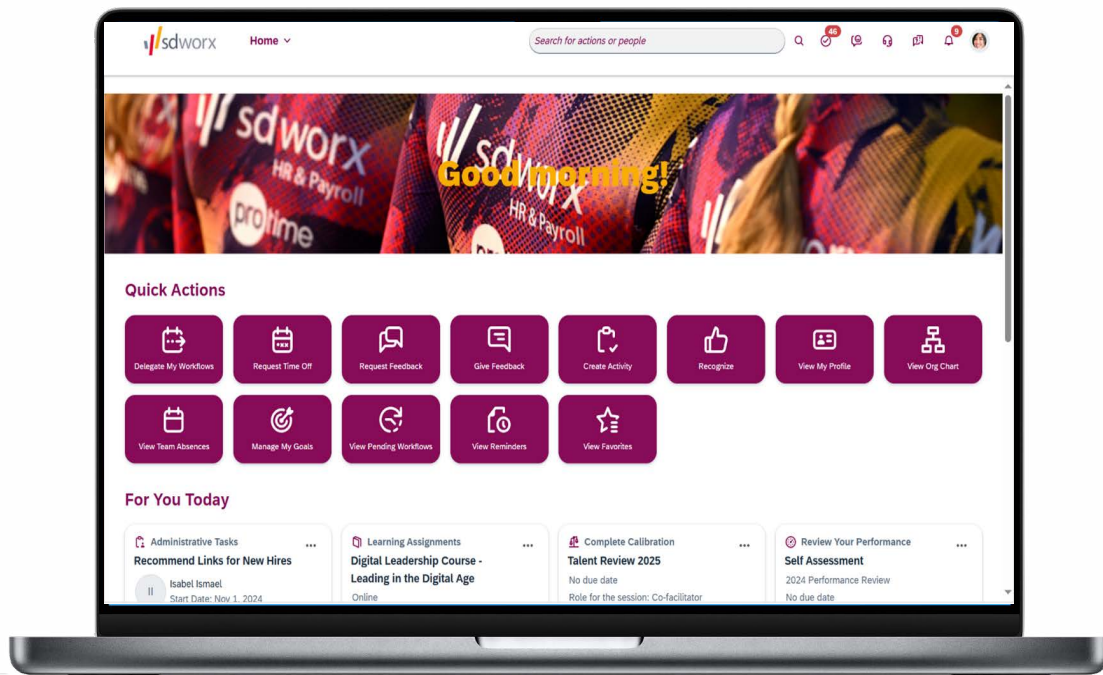 sdworx
Home
Search for actions or people
46
9
sdworx
HR & Payroll
protime
sdworx
HR & Payroll
Good morning!
Quick Actions
Delegate My Workflows
Request Time Off
Request Feedback
Give Feedback
Create Activity
Recognize
View My Profile
View Org Chart
View Team Absences
Manage My Goals
View Pending Workflows
View Reminders
View Favorites
For You Today
Administrative Tasks
Recommend Links for New Hires
II
Isabel Ismael
Start Date: Nov 1, 2024
Learning Assignments
Digital Leadership Course -
Leading in the Digital Age
Online
Complete Calibration
Talent Review 2025
No due date
Role for the session: Co-facilitator
Review Your Performance
Self Assessment
2024 Performance Review
No due date